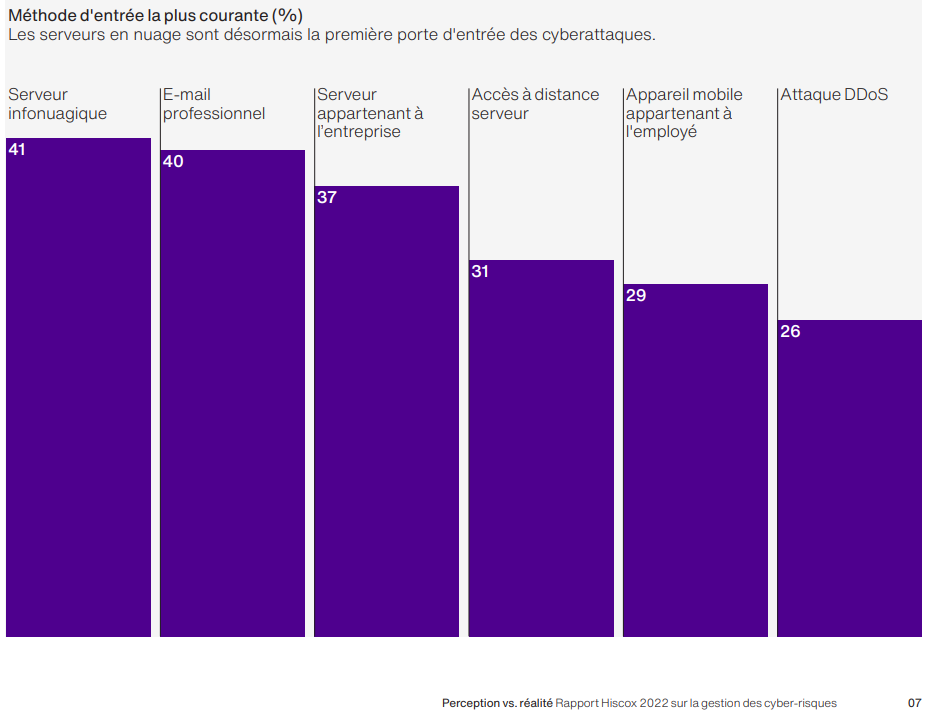 Méthode d'entrée la plus courante (%)
Les serveurs en nuage sont désormais la première porte d'entrée des cyberattaques.
Serveur
infonuagique
41
E-mail
professionnel
40
Serveur
appartenant à
l'entreprise
37
Accès à distance
serveur
31
Appareil mobile
appartenant à
l'employé
29
Attaque DDoS
26
Perception vs. réalité Rapport Hiscox 2022 sur la gestion des cyber-risques 07